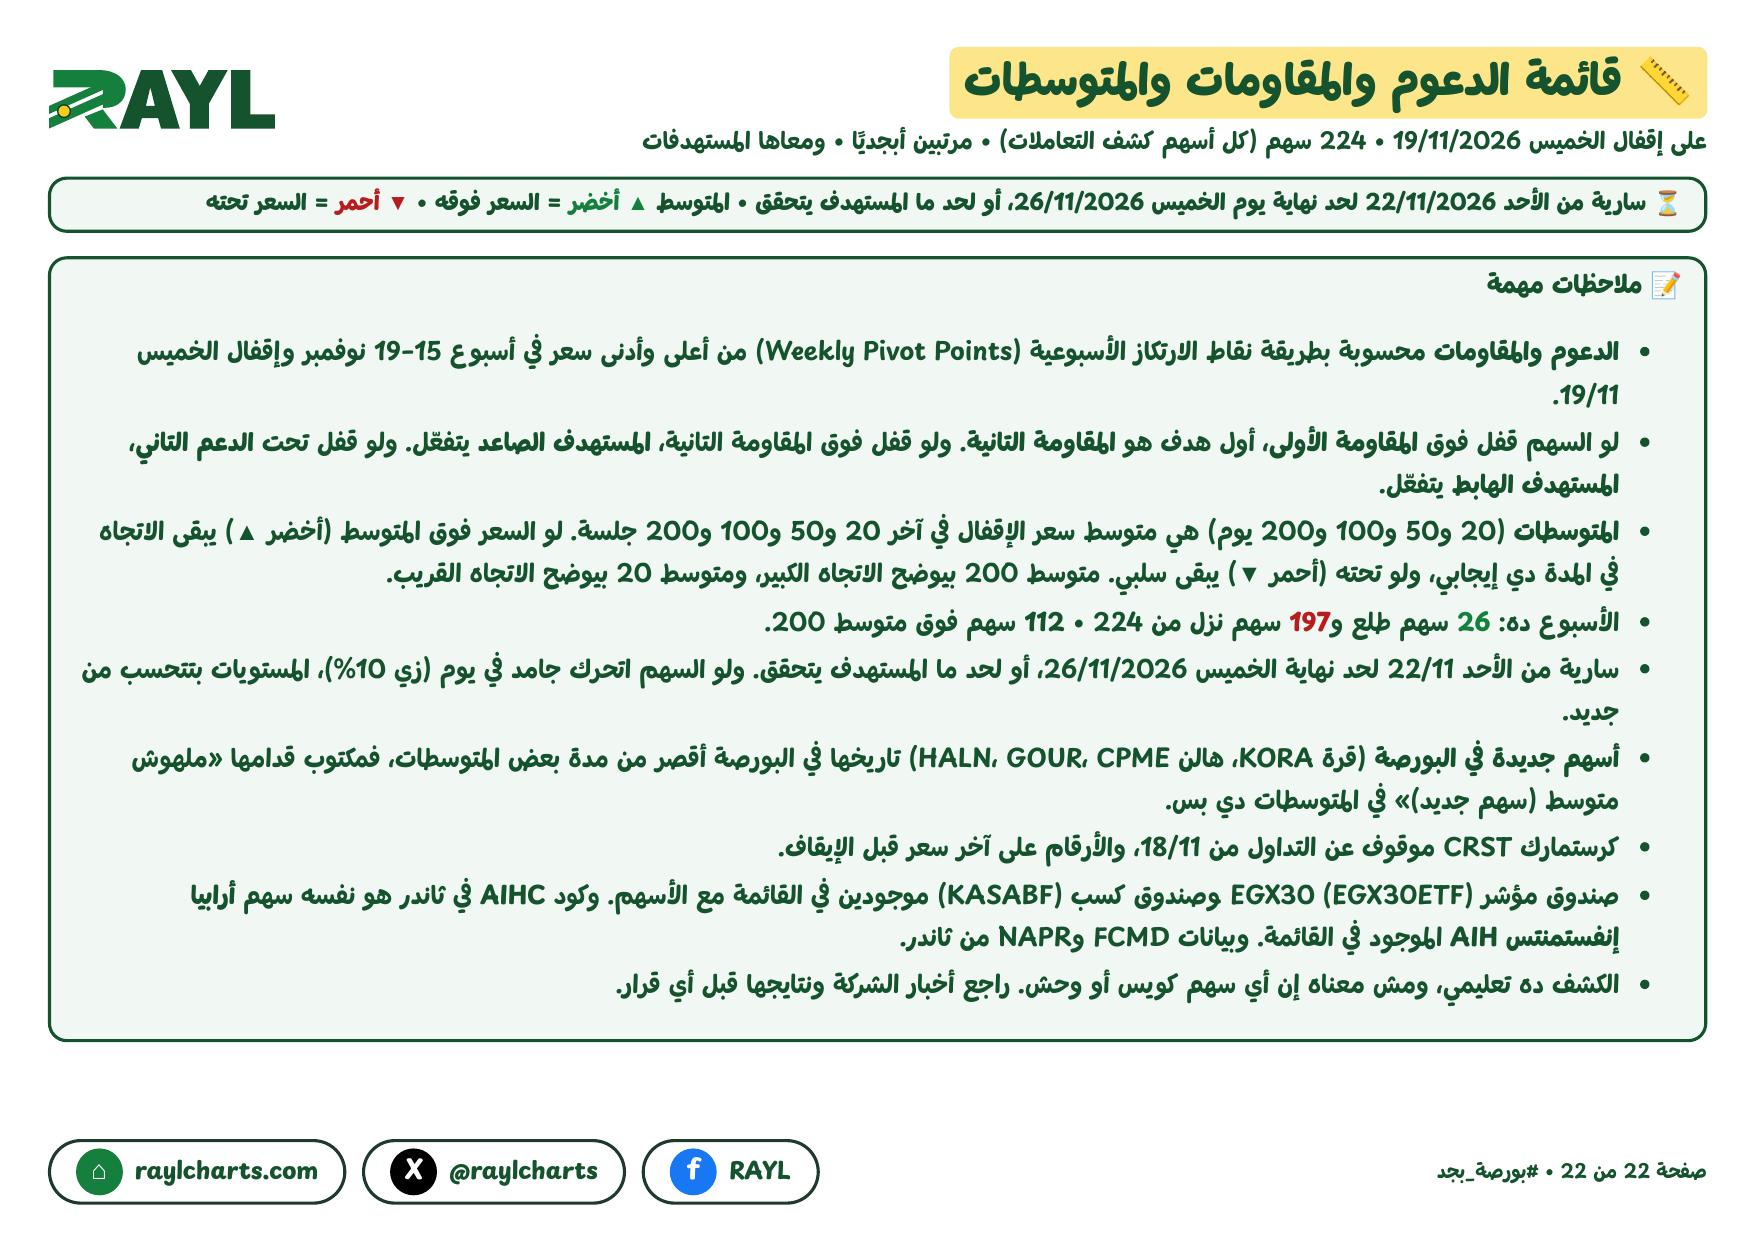 RAYL
📏 قائمة الدعوم والمقاومات والمتوسطات
على إقفال الخميس 19/11/2026 • 224 سهم (كل أسهم كشف التعاملات) • مرتبين أبجديًا • ومعاها المستهدفات
⏳ سارية من الأحد 22/11/2026 لحد نهاية يوم الخميس 26/11/2026، أو لحد ما المستهدف يتحقق • المتوسط ▲ أخضر = السعر فوقه • ▼ أحمر = السعر تحته
📝 ملاحظات مهمة
• الدعوم والمقاومات محسوبة بطريقة نقاط الارتكاز الأسبوعية (Weekly Pivot Points) من أعلى وأدنى سعر في أسبوع 15-19 نوفمبر وإقفال الخميس
19/11.
• لو السهم قفل فوق المقاومة الأولى، أول هدف هو المقاومة التانية. ولو قفل فوق المقاومة التانية، المستهدف الصاعد يتفعّل. ولو قفل تحت الدعم التاني،
المستهدف الهابط يتفعّل.
• المتوسطات (20 و50 و100 و200 يوم) هي متوسط سعر الإقفال في آخر 20 و50 و100 و200 جلسة. لو السعر فوق المتوسط (أخضر ▲) يبقى الاتجاه
في المدة دي إيجابي، ولو تحته (أحمر ▼) يبقى سلبي. متوسط 200 بيوضح الاتجاه الكبير، ومتوسط 20 بيوضح الاتجاه القريب.
• الأسبوع ده: 26 سهم طلع و197 سهم نزل من 224 • 112 سهم فوق متوسط 200.
• سارية من الأحد 22/11 لحد نهاية الخميس 26/11/2026، أو لحد ما المستهدف يتحقق. ولو السهم اتحرك جامد في يوم (زي 10%)، المستويات بتتحسب من
جديد.
• أسهم جديدة في البورصة (قرة KORA، هالن HALN، GOUR، CPME) تاريخها في البورصة أقصر من مدة بعض المتوسطات، فمكتوب قدامها «ملهوش
متوسط (سهم جديد)» في المتوسطات دي بس.
• كرستمارك CRST موقوف عن التداول من 18/11، والأرقام على آخر سعر قبل الإيقاف.
• صندوق مؤشر EGX30 (EGX30ETF) وصندوق كسب (KASABF) موجودين في القائمة مع الأسهم. وكود AIHC في ثاندر هو نفسه سهم أرابيا
إنفستمنتس AIH الموجود في القائمة. وبيانات FCMD وNAPR من ثاندر.
• الكشف ده تعليمي، ومش معناه إن أي سهم كويس أو وحش. راجع أخبار الشركة ونتايجها قبل أي قرار.
صفحة 22 من 22 • #بورصة_بجد
raylcharts.com
X @raylcharts
f RAYL